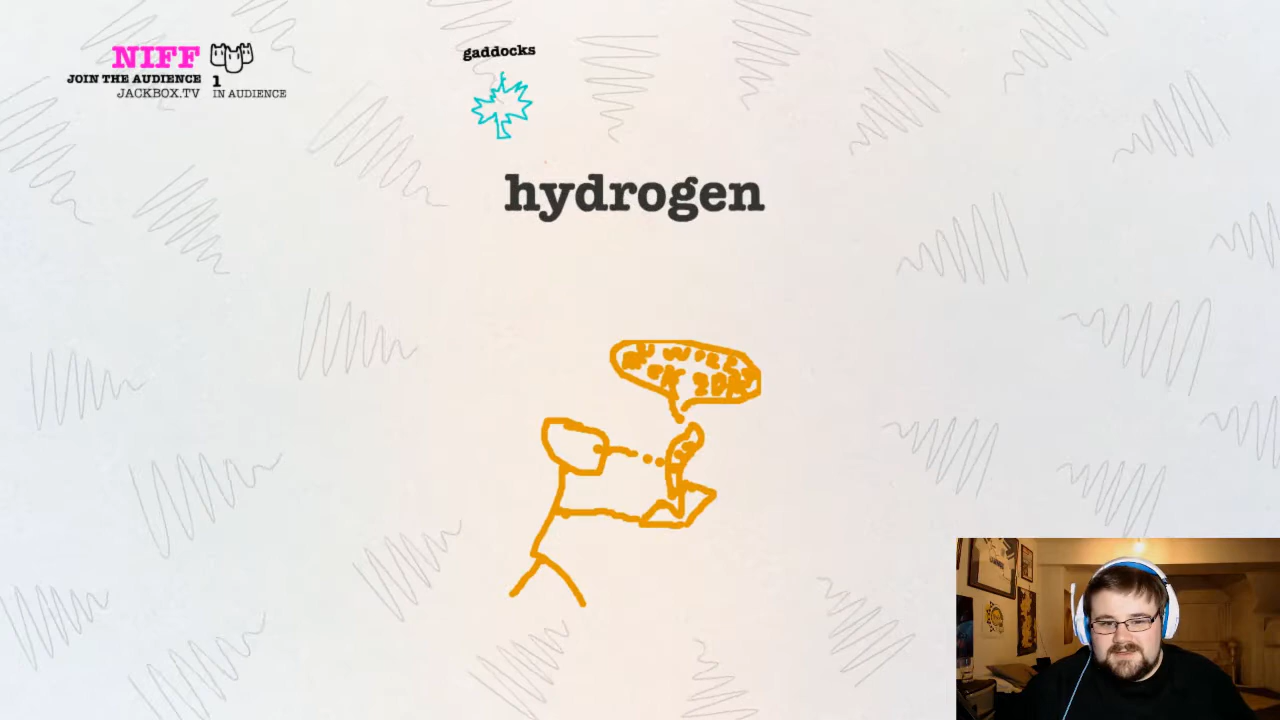 NIFF
JOIN THE AUDIENCE
JACKBOX.TV
1
IN AUDIENCE
gaddocks
hydrogen